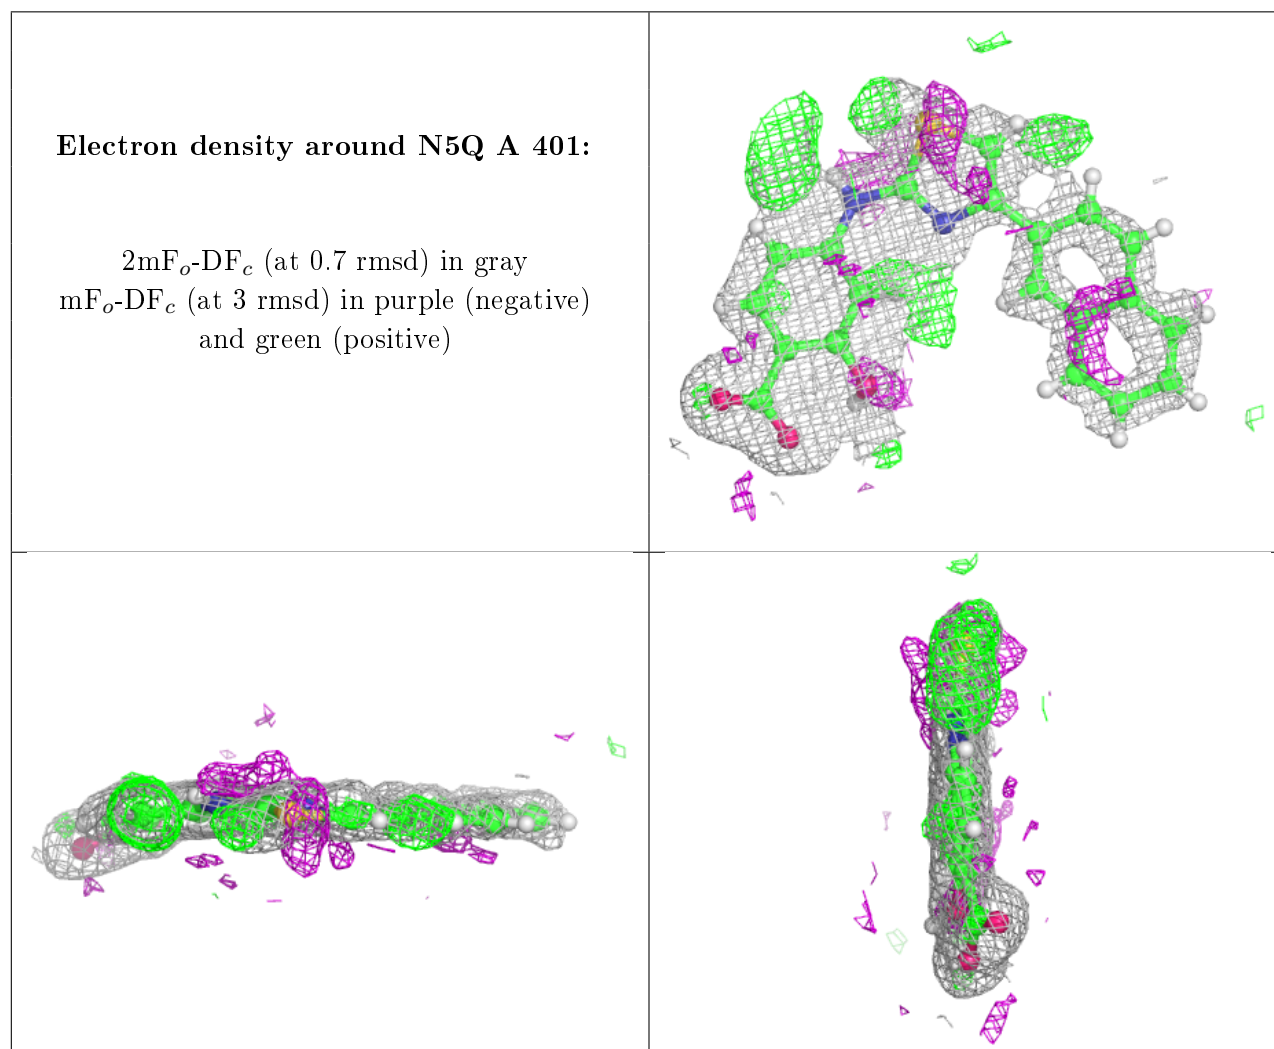 Electron density around N5Q A 401:
2mFo-DFc (at 0.7 rmsd) in gray
mFo-DFc (at 3 rmsd) in purple (negative)
and green (positive)